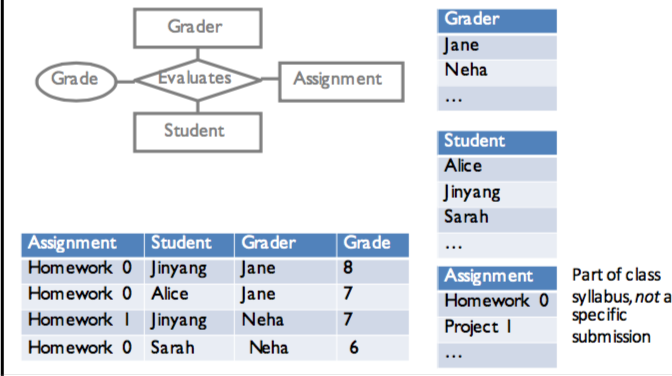 Grader
Grade
Evaluates
Assignment
Student
Grader
Jane
Neha
...
Student
Alice
Jinyang
Sarah
...
Assignment Student Grader Grade
Homework 0 Jinyang Jane 8
Homework 0 Alice Jane 7
Homework 1 Jinyang Neha 7
Homework 0 Sarah Neha 6
Assignment
Homework 0
Project 1
...
Part of class
syllabus, not a
specific
submission